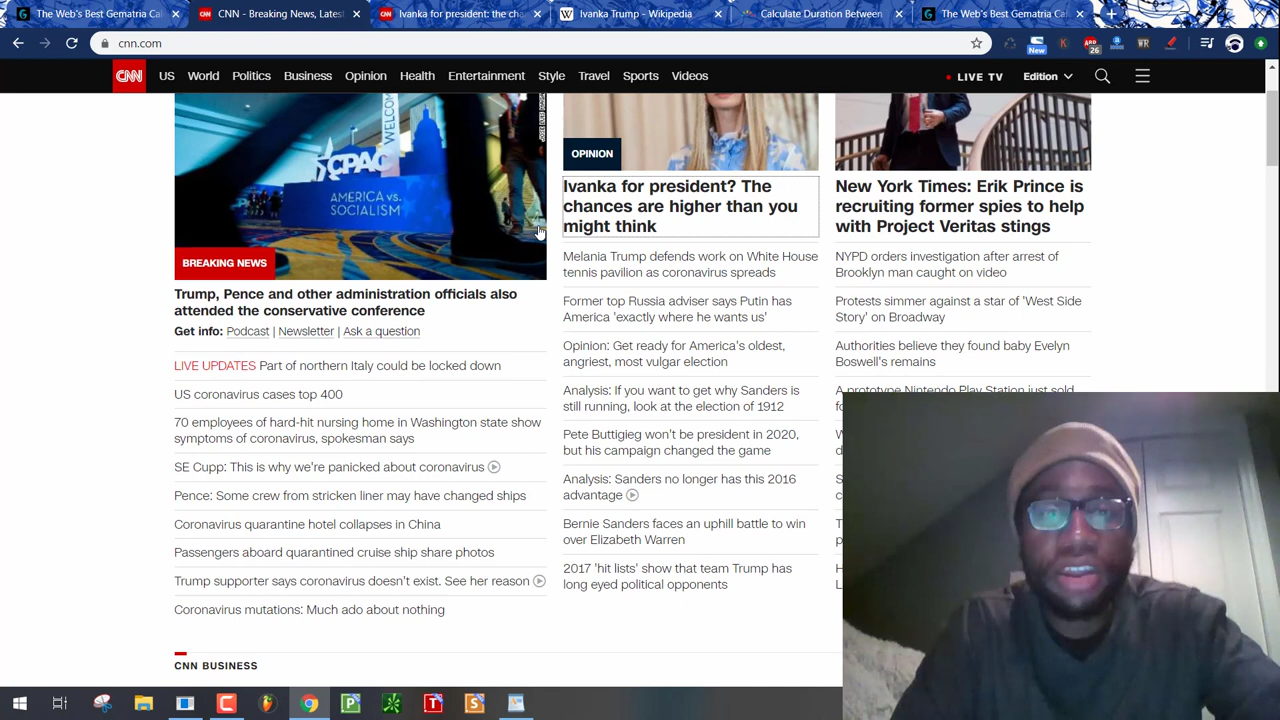 The Web's Best Gematria Cal
CNN - Breaking News, Latest
Ivanka for president: the cha
Ivanka Trump - Wikipedia
Calculate Duration Between
The Web's Best Gematria Cal
cnn.com
New
ABP
26
WR
CNN
US
World
Politics
Business
Opinion
Health
Entertainment
Style
Travel
Sports
Videos
LIVE TV
Edition
WELCOM
CPAC
AMERICA vs.
SOCIALISM
BREAKING NEWS
Trump, Pence and other administration officials also
attended the conservative conference
Get info: Podcast | Newsletter | Ask a question
LIVE UPDATES Part of northern Italy could be locked down
US coronavirus cases top 400
70 employees of hard-hit nursing home in Washington state show
symptoms of coronavirus, spokesman says
SE Cupp: This is why we're panicked about coronavirus
Pence: Some crew from stricken liner may have changed ships
Coronavirus quarantine hotel collapses in China
Passengers aboard quarantined cruise ship share photos
Trump supporter says coronavirus doesn't exist. See her reason
Coronavirus mutations: Much ado about nothing
CNN BUSINESS
OPINION
Ivanka for president? The
chances are higher than you
might think
Melania Trump defends work on White House
tennis pavilion as coronavirus spreads
Former top Russia adviser says Putin has
America 'exactly where he wants us'
Opinion: Get ready for America's oldest,
angriest, most vulgar election
Analysis: If you want to get why Sanders is
still running, look at the election of 1912
Pete Buttigieg won't be president in 2020,
but his campaign changed the game
Analysis: Sanders no longer has this 2016
advantage
Bernie Sanders faces an uphill battle to win
over Elizabeth Warren
2017 'hit lists' show that team Trump has
long eyed political opponents
New York Times: Erik Prince is
recruiting former spies to help
with Project Veritas stings
NYPD orders investigation after arrest of
Brooklyn man caught on video
Protests simmer against a star of 'West Side
Story' on Broadway
Authorities believe they found baby Evelyn
Boswell's remains
A prototype Nintendo Play Station just sold